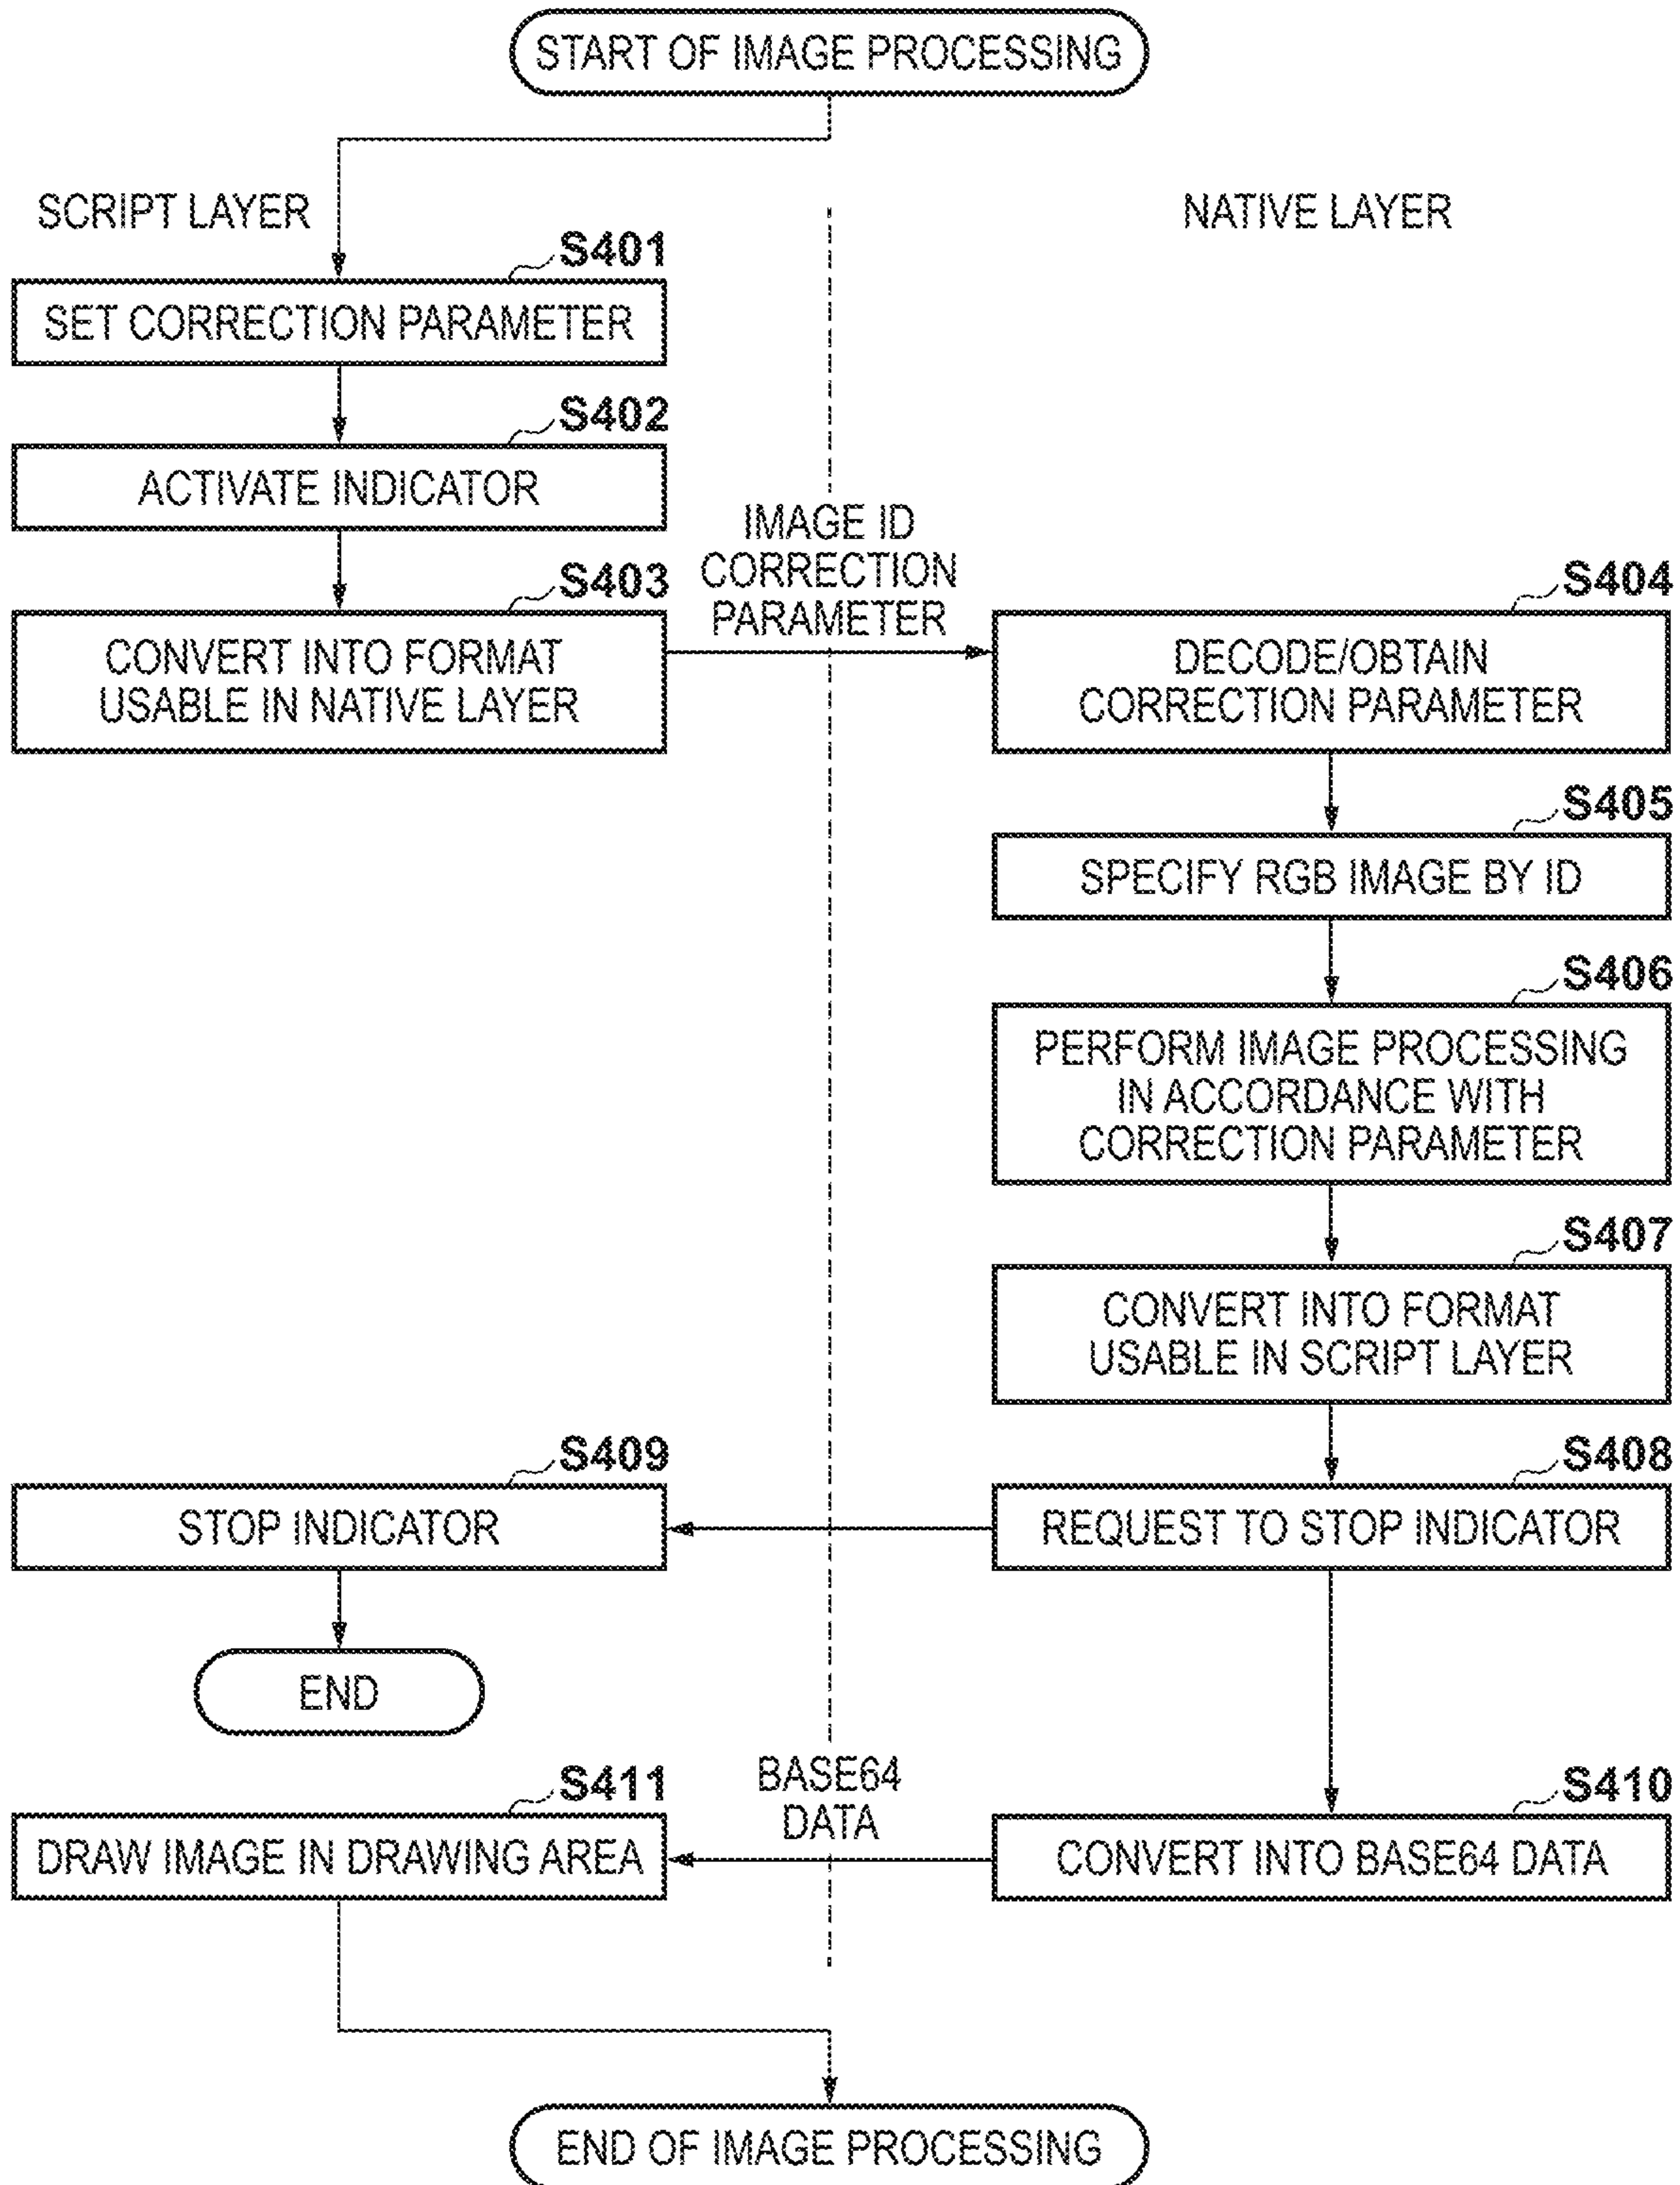 START OF IMAGE PROCESSING
SCRIPT LAYER
NATIVE LAYER
S401
SET CORRECTION PARAMETER
S402
ACTIVATE INDICATOR
S403
CONVERT INTO FORMAT
USABLE IN NATIVE LAYER
IMAGE ID
CORRECTION
PARAMETER
S404
DECODE/OBTAIN
CORRECTION PARAMETER
S405
SPECIFY RGB IMAGE BY ID
S406
PERFORM IMAGE PROCESSING
IN ACCORDANCE WITH
CORRECTION PARAMETER
S407
CONVERT INTO FORMAT
USABLE IN SCRIPT LAYER
S408
REQUEST TO STOP INDICATOR
S409
STOP INDICATOR
END
S410
CONVERT INTO BASE64 DATA
BASE64
DATA
S411
DRAW IMAGE IN DRAWING AREA
END OF IMAGE PROCESSING